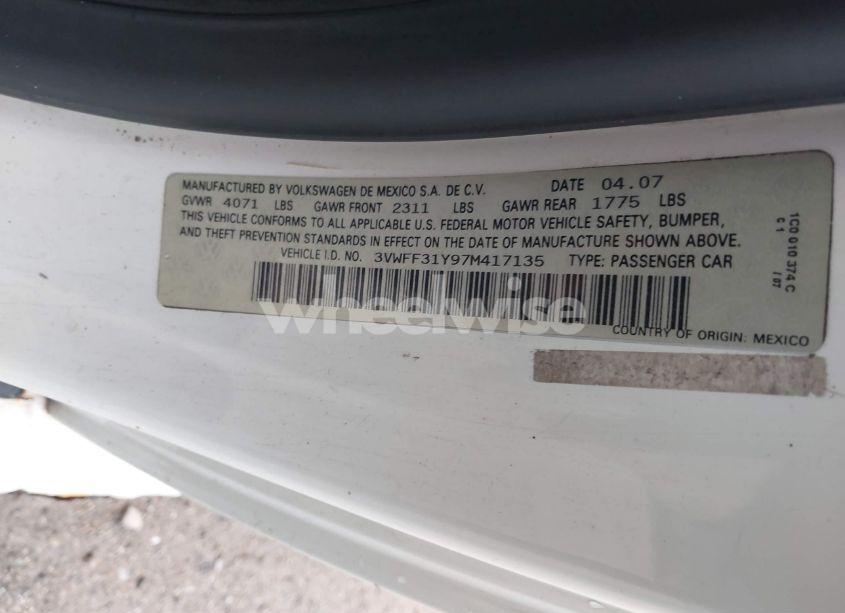 MANUFACTURED BY VOLKSWAGEN DE MEXICO S.A. DE C.V. DATE 04.07
GVWR 4071 LBS GAWR FRONT 2311 LBS GAWR REAR 1775 LBS
THIS VEHICLE CONFORMS TO ALL APPLICABLE U.S. FEDERAL MOTOR VEHICLE SAFETY, BUMPER,
AND THEFT PREVENTION STANDARDS IN EFFECT ON THE DATE OF MANUFACTURE SHOWN ABOVE.
VEHICLE I.D. NO. 3VWFF31Y97M417135 TYPE: PASSENGER CAR
COUNTRY OF ORIGIN: MEXICO
1C0 010 374 C
C 1 / 07
wheelwise